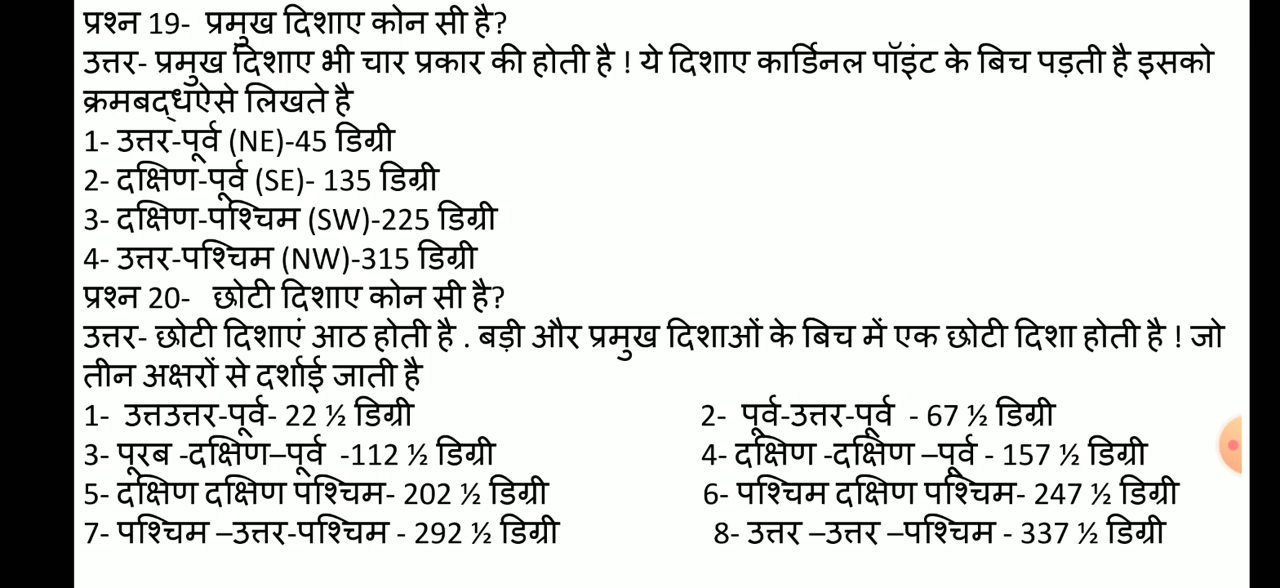 प्रश्न 19- प्रमुख दिशाए कोन सी है?
उत्तर- प्रमुख दिशाए भी चार प्रकार की होती है ! ये दिशाए कार्डिनल पॉइंट के बिच पड़ती है इसको
क्रमबद्धऐसे लिखते है
1- उत्तर-पूर्व (NE)-45 डिग्री
2- दक्षिण-पूर्व (SE)- 135 डिग्री
3- दक्षिण-पश्चिम (SW)-225 डिग्री
4- उत्तर-पश्चिम (NW)-315 डिग्री
प्रश्न 20- छोटी दिशाए कोन सी है?
उत्तर- छोटी दिशाएं आठ होती है . बड़ी और प्रमुख दिशाओं के बिच में एक छोटी दिशा होती है ! जो
तीन अक्षरों से दर्शाई जाती है
1- उत्तउत्तर-पूर्व- 22 ½ डिग्री 2- पूर्व-उत्तर-पूर्व - 67 ½ डिग्री
3- पूरब -दक्षिण–पूर्व -112 ½ डिग्री 4- दक्षिण -दक्षिण –पूर्व - 157 ½ डिग्री
5- दक्षिण दक्षिण पश्चिम- 202 ½ डिग्री 6- पश्चिम दक्षिण पश्चिम- 247 ½ डिग्री
7- पश्चिम –उत्तर-पश्चिम - 292 ½ डिग्री 8- उत्तर –उत्तर –पश्चिम - 337 ½ डिग्री